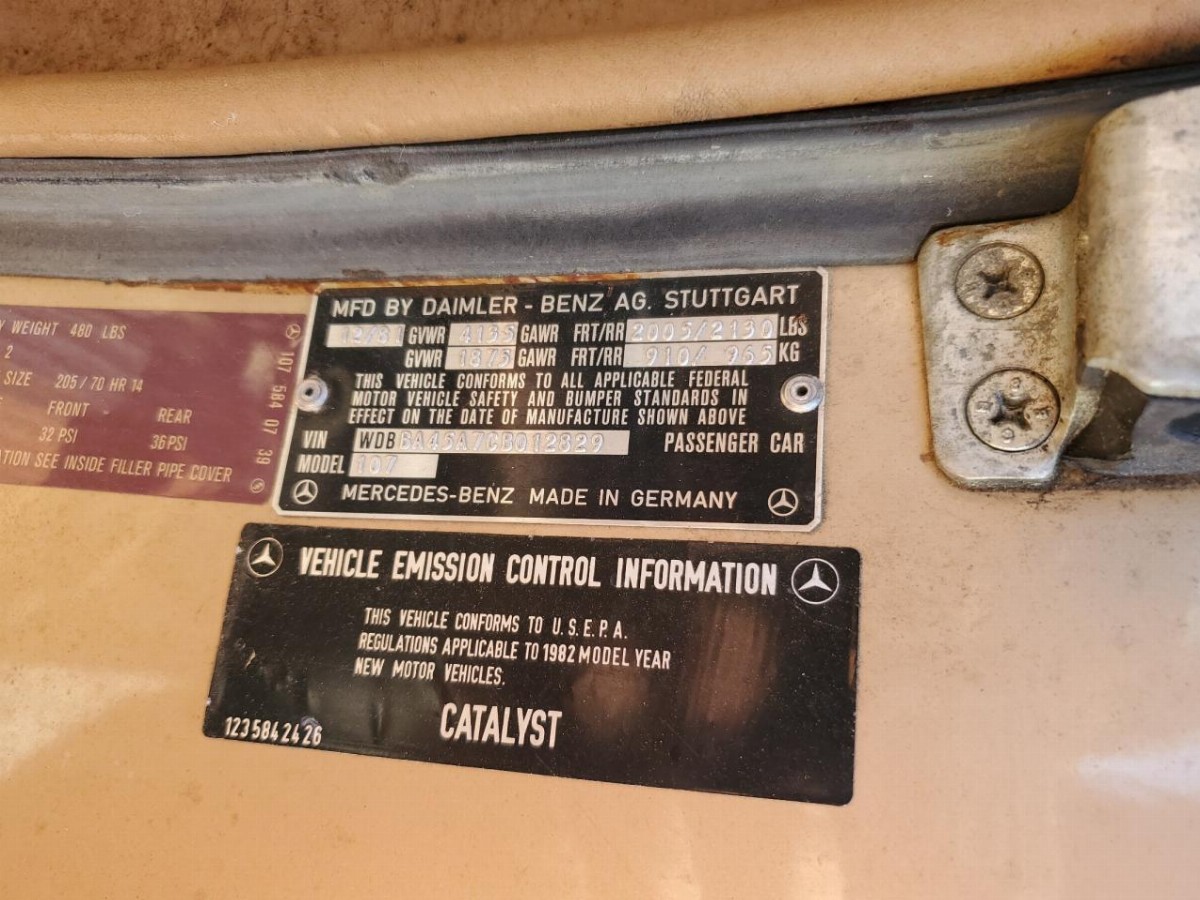 Y WEIGHT 480 LBS
2
SIZE 205/70 HR 14
FRONT REAR
32 PSI 36 PSI
ATION SEE INSIDE FILLER PIPE COVER
107 584 07 39
MFD BY DAIMLER - BENZ AG. STUTTGART
12/81 GVWR 4135 GAWR FRT/RR 2005/2130 LBS
GVWR 1875 GAWR FRT/RR 910/ 965 KG
THIS VEHICLE CONFORMS TO ALL APPLICABLE FEDERAL
MOTOR VEHICLE SAFETY AND BUMPER STANDARDS IN
EFFECT ON THE DATE OF MANUFACTURE SHOWN ABOVE
VIN WDBBA45A7CB012829 PASSENGER CAR
MODEL 107
MERCEDES-BENZ MADE IN GERMANY
VEHICLE EMISSION CONTROL INFORMATION
THIS VEHICLE CONFORMS TO U.S.E.P.A.
REGULATIONS APPLICABLE TO 1982 MODEL YEAR
NEW MOTOR VEHICLES.
CATALYST
123 584 24 26